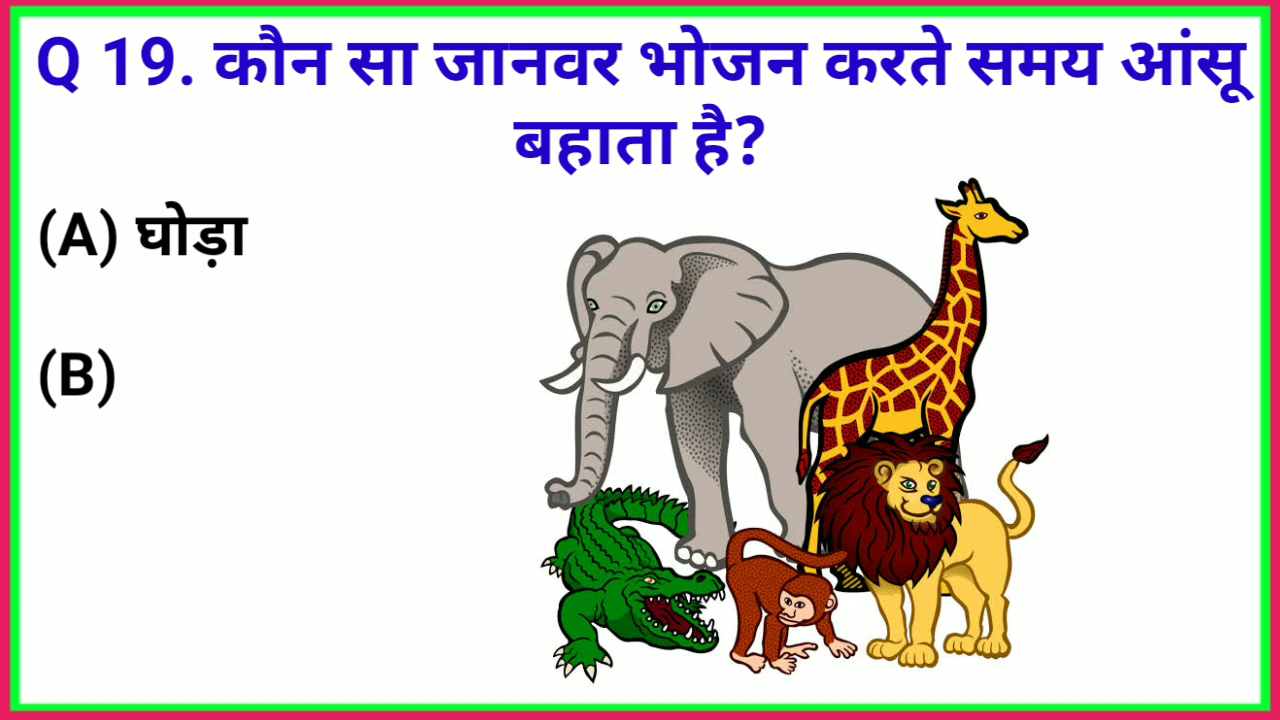 Q 19. कौन सा जानवर भोजन करते समय आंसू
बहाता है?
(A) घोड़ा
(B)